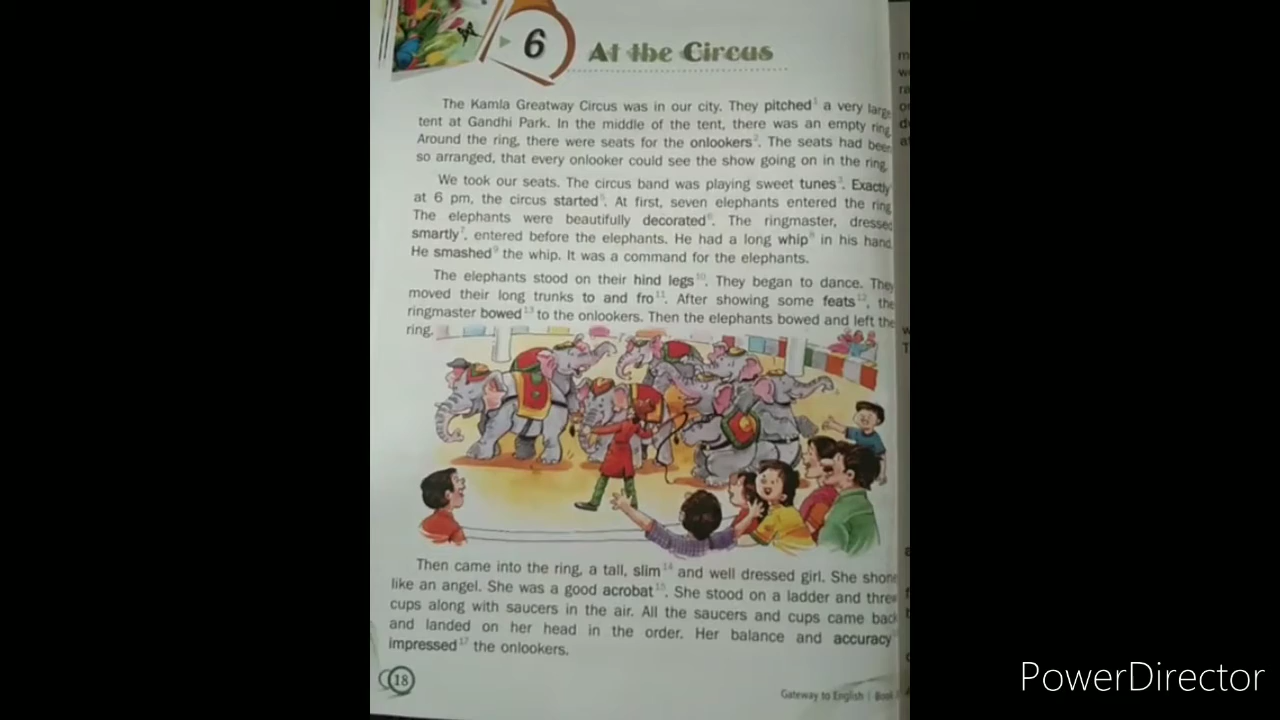 6
At the Circus
The Kamla Greatway Circus was in our city. They pitched¹ a very large
tent at Gandhi Park. In the middle of the tent, there was an empty ring
Around the ring, there were seats for the onlookers². The seats had been
so arranged, that every onlooker could see the show going on in the ring.
We took our seats. The circus band was playing sweet tunes³. Exactly
at 6 pm, the circus started⁵. At first, seven elephants entered the ring
The elephants were beautifully decorated⁶. The ringmaster, dressed
smartly⁷, entered before the elephants. He had a long whip⁸ in his hand
He smashed⁹ the whip. It was a command for the elephants.
The elephants stood on their hind legs¹⁰. They began to dance. They
moved their long trunks to and fro¹¹. After showing some feats¹², the
ringmaster bowed¹³ to the onlookers. Then the elephants bowed and left the
ring.
Then came into the ring, a tall, slim¹⁴ and well dressed girl. She shone
like an angel. She was a good acrobat¹⁵. She stood on a ladder and threw
cups along with saucers in the air. All the saucers and cups came back
and landed on her head in the order. Her balance and accuracy
impressed¹⁷ the onlookers.
18
Gateway to English | Book
PowerDirector